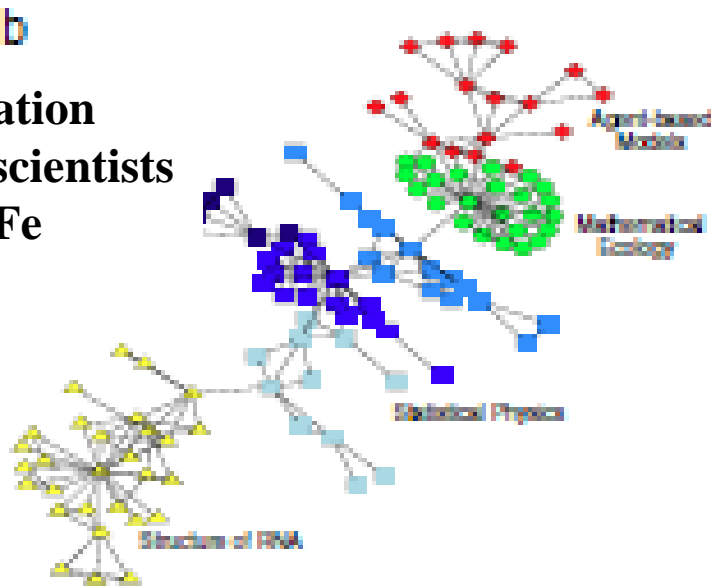 b
ation
scientists
Fe
Agent-based
Models
Mathematical
Ecology
Statistical Physics
Structure of RNA